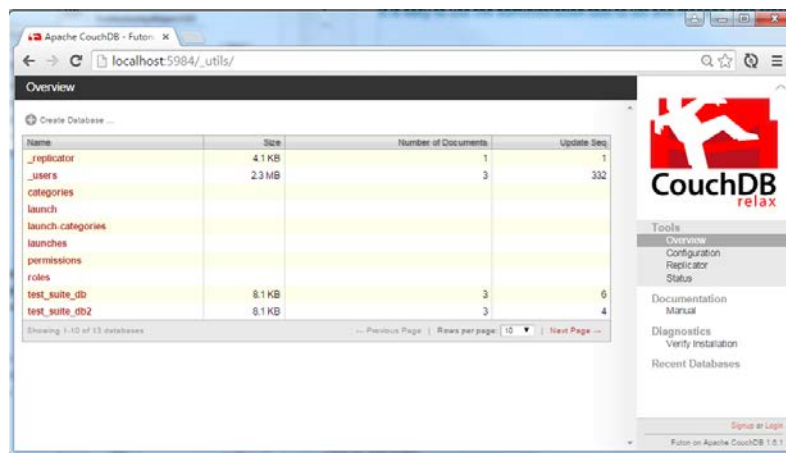 Apache CouchDB - Futon
localhost:5984/_utils/
Overview
Create Database ...
Name Size Number of Documents Update Seq
_replicator 4.1 KB 1 1
_users 2.3 MB 3 332
categories
launch
launch-categories
launches
permissions
roles
test_suite_db 8.1 KB 3 6
test_suite_db2 8.1 KB 3 4
Showing 1-10 of 13 databases ← Previous Page | Rows per page: 10 | Next Page →
CouchDB
relax
Tools
Overview
Configuration
Replicator
Status
Documentation
Manual
Diagnostics
Verify Installation
Recent Databases
Signup or Login
Futon on Apache CouchDB 1.6.1